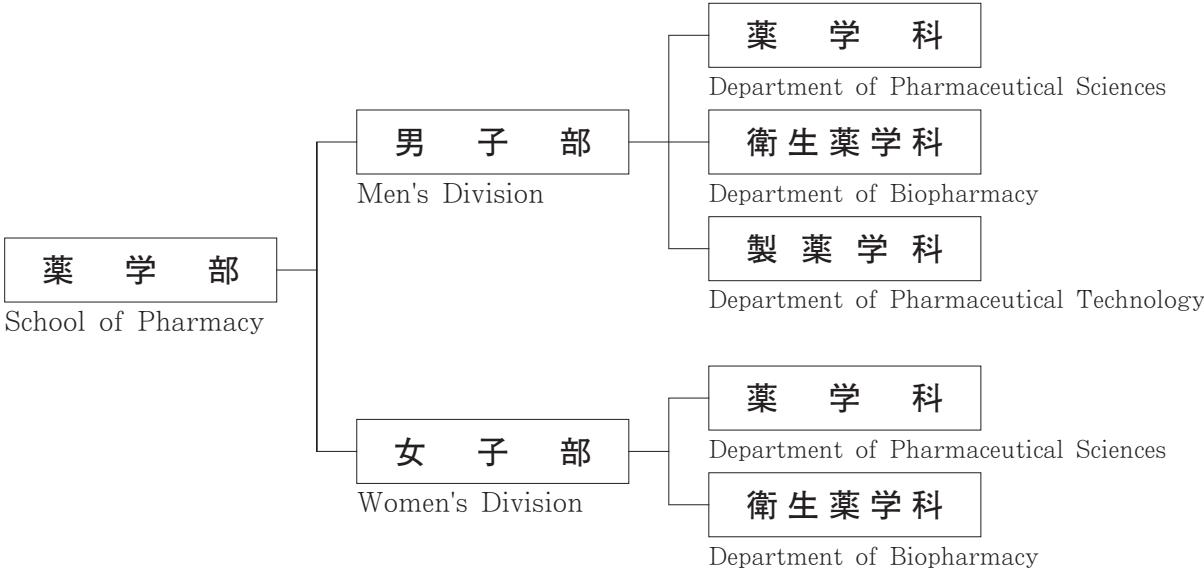 薬学部
School of Pharmacy
男子部
Men's Division
薬学科
Department of Pharmaceutical Sciences
衛生薬学科
Department of Biopharmacy
製薬学科
Department of Pharmaceutical Technology
女子部
Women's Division
薬学科
Department of Pharmaceutical Sciences
衛生薬学科
Department of Biopharmacy